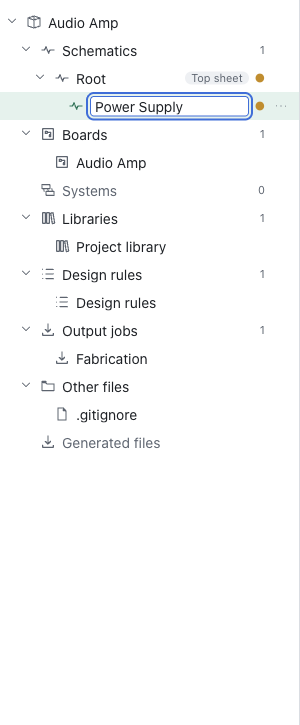 Audio Amp
Schematics 1
Root Top sheet
Power Supply
Boards 1
Audio Amp
Systems 0
Libraries 1
Project library
Design rules 1
Design rules
Output jobs 1
Fabrication
Other files
.gitignore
Generated files